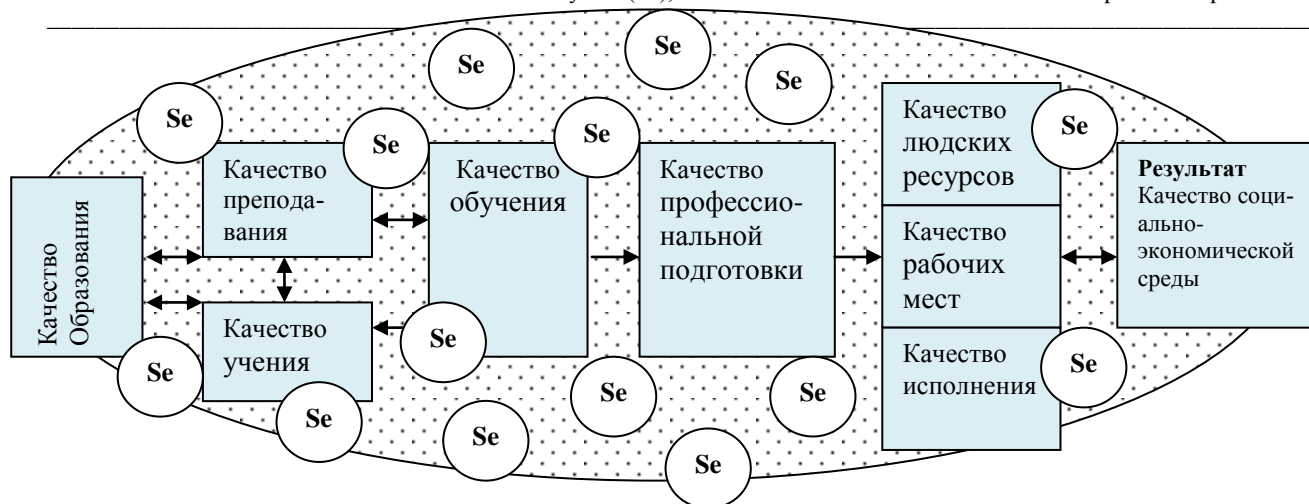 Se
Se
Se
Se
Se
Se
Se
Качество
Образования
Качество
препода-
вания
Качество
учения
Качество
обучения
Качество
профессио-
нальной
подготовки
Качество
людских
ресурсов
Качество
рабочих
мест
Качество
исполнения
Результат
Качество соци-
ально-
экономической
среды
Se
Se
Se
Se
Se
Se
Se
Se